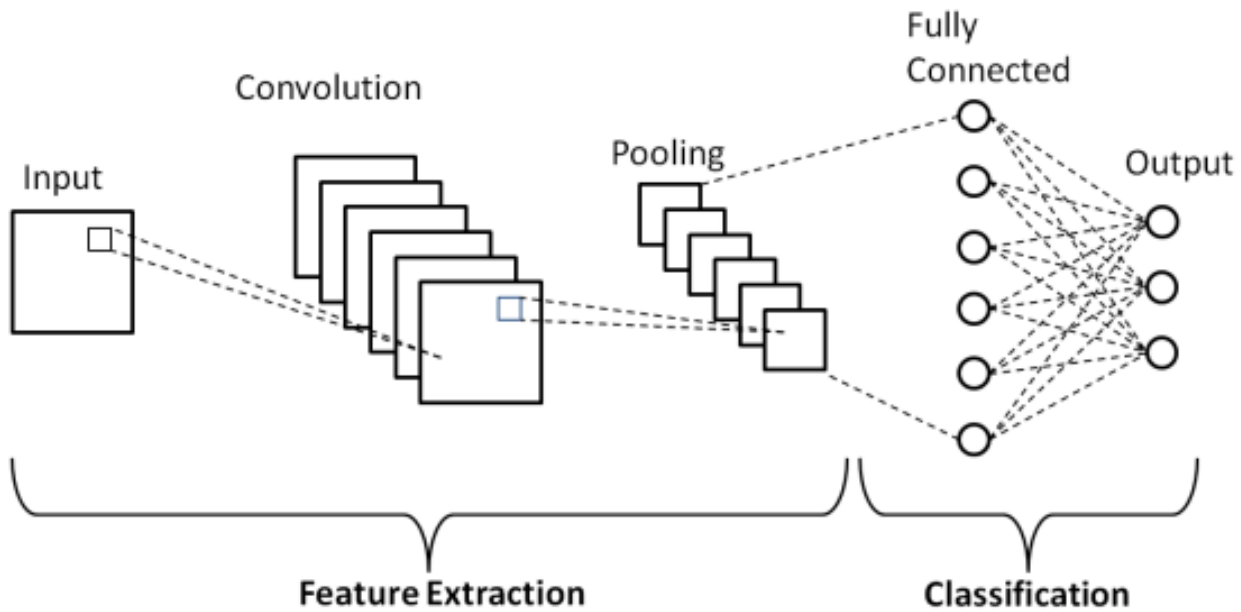 Input
Convolution
Pooling
Fully
Connected
Output
Feature Extraction
Classification